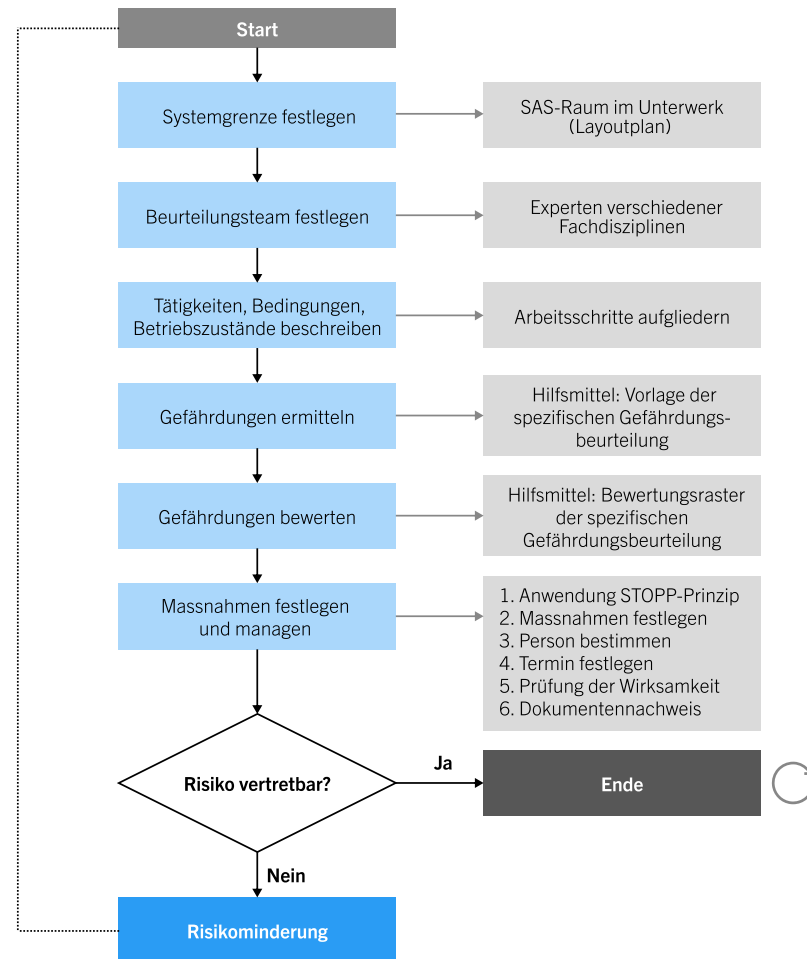 Start
Systemgrenze festlegen
SAS-Raum im Unterwerk
(Layoutplan)
Beurteilungsteam festlegen
Experten verschiedener
Fachdisziplinen
Tätigkeiten, Bedingungen,
Betriebszustände beschreiben
Arbeitsschritte aufgliedern
Gefährdungen ermitteln
Hilfsmittel: Vorlage der
spezifischen Gefährdungs-
beurteilung
Gefährdungen bewerten
Hilfsmittel: Bewertungsraster
der spezifischen
Gefährdungsbeurteilung
Massnahmen festlegen
und managen
1. Anwendung STOPP-Prinzip
2. Massnahmen festlegen
3. Person bestimmen
4. Termin festlegen
5. Prüfung der Wirksamkeit
6. Dokumentennachweis
Risiko vertretbar?
Ja
Ende
Nein
Risikominderung